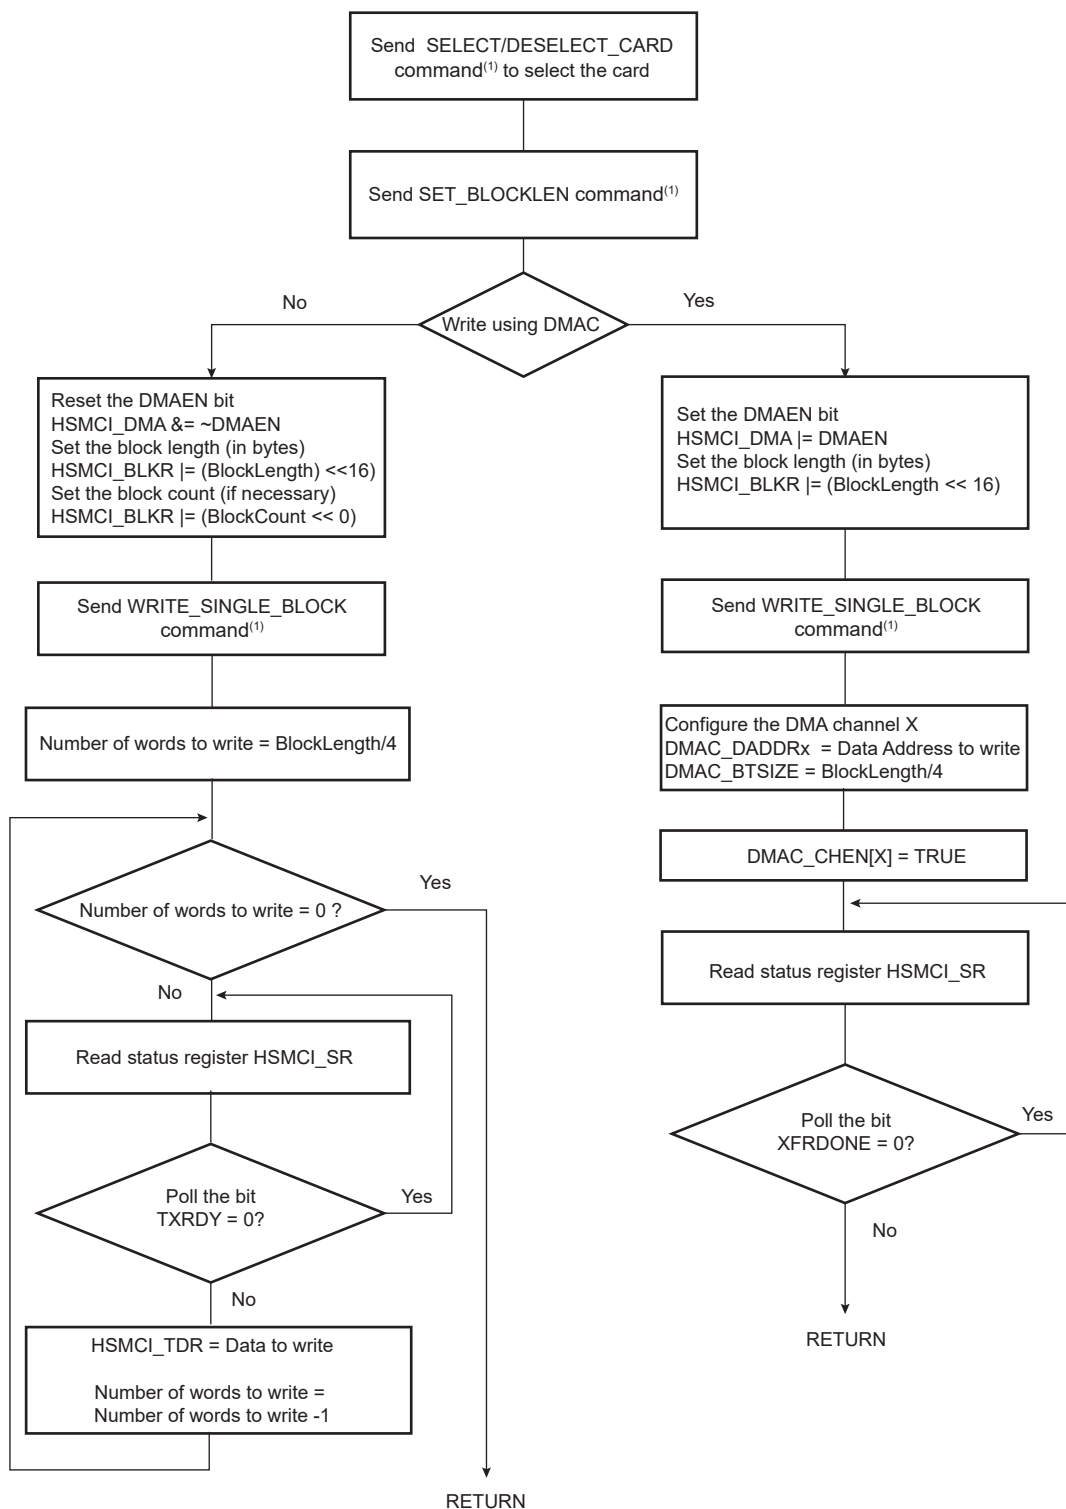 Send SELECT/DESELECT_CARD
command(1) to select the card
Send SET_BLOCKLEN command(1)
No
Yes
Write using DMAC
Reset the DMAEN bit
HSMCI_DMA &= ~DMAEN
Set the block length (in bytes)
HSMCI_BLKR |= (BlockLength) <<16)
Set the block count (if necessary)
HSMCI_BLKR |= (BlockCount << 0)
Send WRITE_SINGLE_BLOCK
command(1)
Number of words to write = BlockLength/4
Number of words to write = 0 ?
Yes
No
Read status register HSMCI_SR
Poll the bit
TXRDY = 0?
Yes
No
HSMCI_TDR = Data to write
Number of words to write =
Number of words to write -1
RETURN
Set the DMAEN bit
HSMCI_DMA |= DMAEN
Set the block length (in bytes)
HSMCI_BLKR |= (BlockLength << 16)
Send WRITE_SINGLE_BLOCK
command(1)
Configure the DMA channel X
DMAC_DADDRx = Data Address to write
DMAC_BTSIZE = BlockLength/4
DMAC_CHEN[X] = TRUE
Read status register HSMCI_SR
Poll the bit
XFRDONE = 0?
Yes
No
RETURN